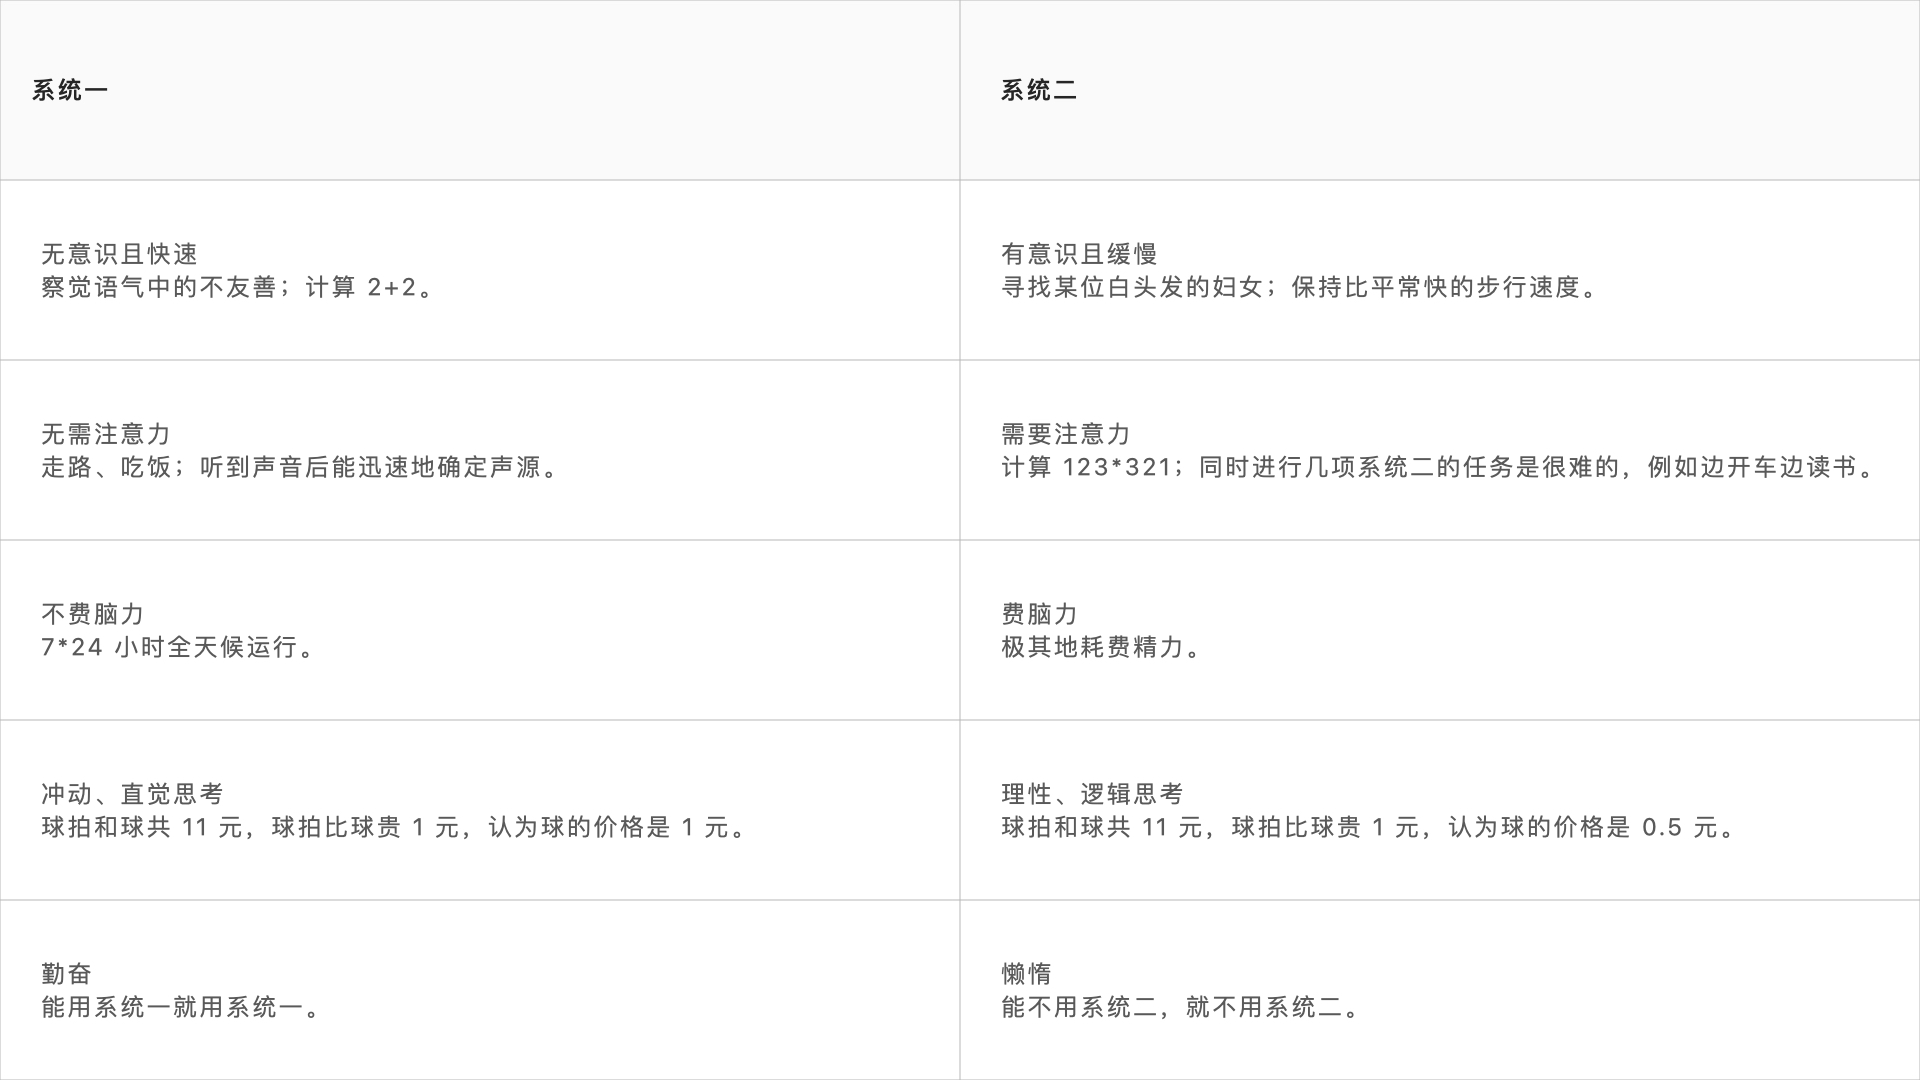 系统一
系统二
无意识且快速
察觉语气中的不友善；计算 2+2。
有意识且缓慢
寻找某位白头发的妇女；保持比平常快的步行速度。
无需注意力
走路、吃饭；听到声音后能迅速地确定声源。
需要注意力
计算 123*321；同时进行几项系统二的任务是很难的，例如边开车边读书。
不费脑力
7*24 小时全天候运行。
费脑力
极其地耗费精力。
冲动、直觉思考
球拍和球共 11 元，球拍比球贵 1 元，认为球的价格是 1 元。
理性、逻辑思考
球拍和球共 11 元，球拍比球贵 1 元，认为球的价格是 0.5 元。
勤奋
能用系统一就用系统一。
懒惰
能不用系统二，就不用系统二。